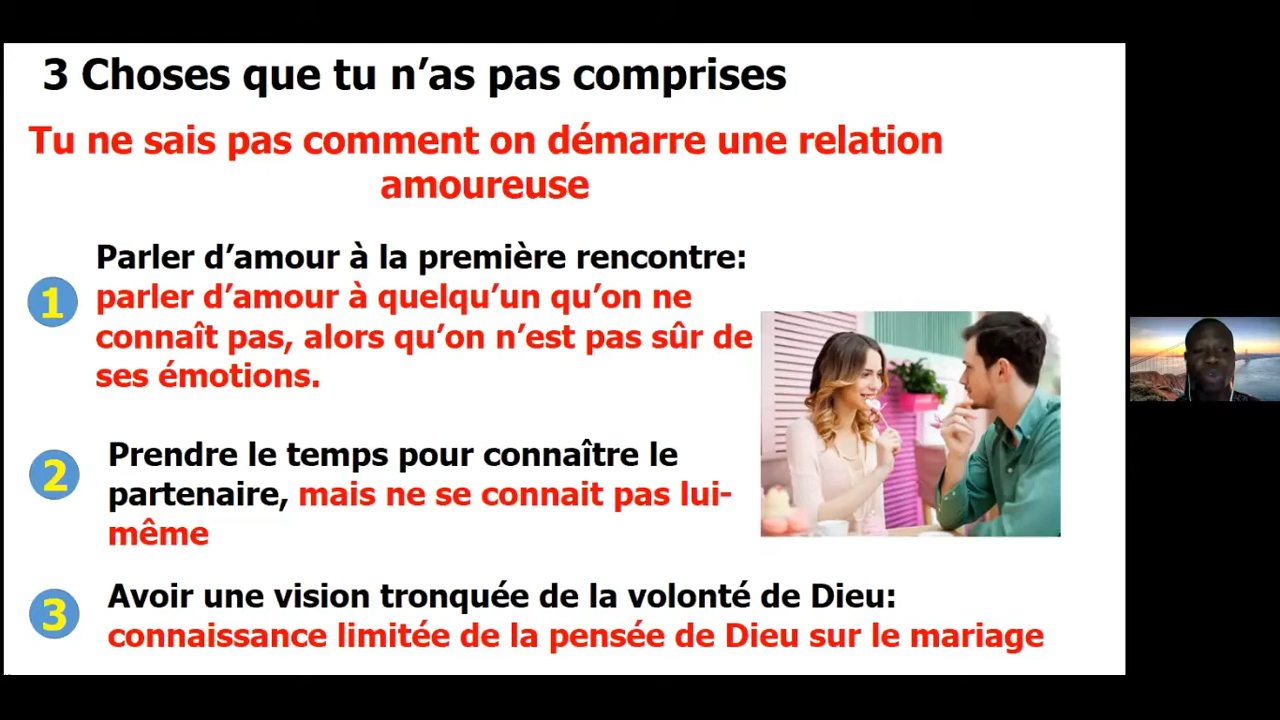 3 Choses que tu n’as pas comprises
Tu ne sais pas comment on démarre une relation
amoureuse
Parler d’amour à la première rencontre:
1
parler d’amour à quelqu’un qu’on ne
connaît pas, alors qu’on n’est pas sûr de
ses émotions.
2
Prendre le temps pour connaître le
partenaire, mais ne se connait pas lui-
même
3
Avoir une vision tronquée de la volonté de Dieu:
connaissance limitée de la pensée de Dieu sur le mariage